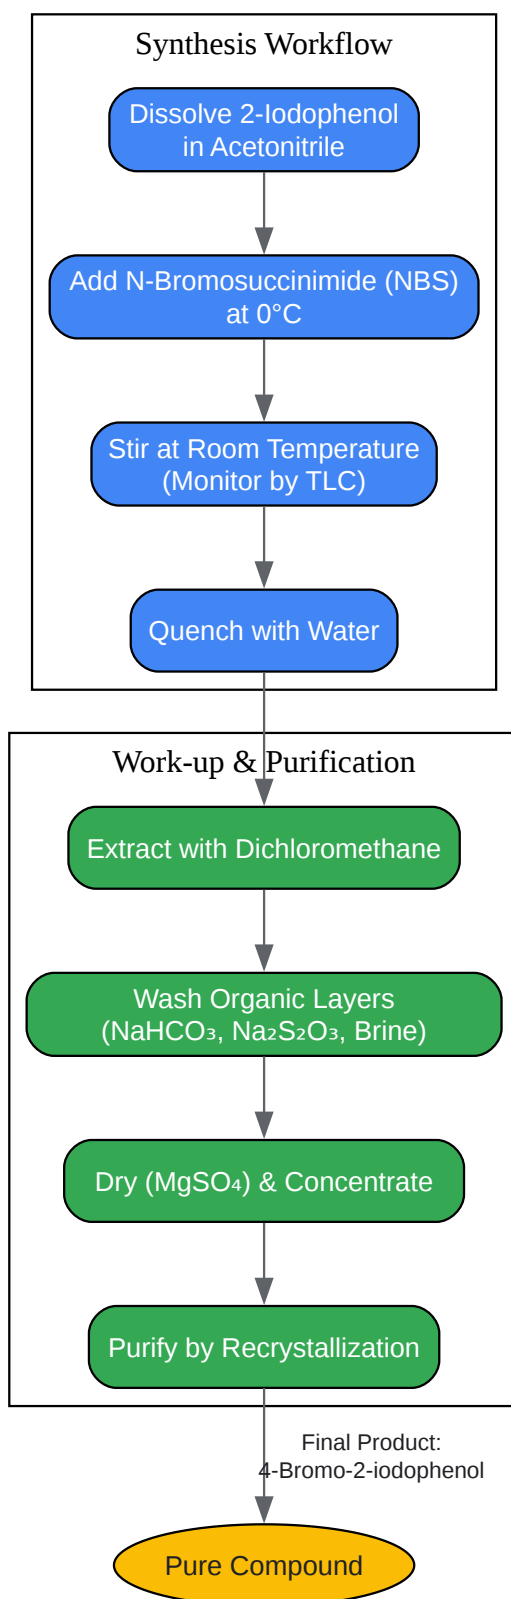 Synthesis Workflow
Dissolve 2-Iodophenol
in Acetonitrile
Add N-Bromosuccinimide (NBS)
at 0°C
Stir at Room Temperature
(Monitor by TLC)
Quench with Water
Work-up & Purification
Extract with Dichloromethane
Wash Organic Layers
(NaHCO₃, Na₂S₂O₃, Brine)
Dry (MgSO₄) & Concentrate
Purify by Recrystallization
Final Product:
4-Bromo-2-iodophenol
Pure Compound